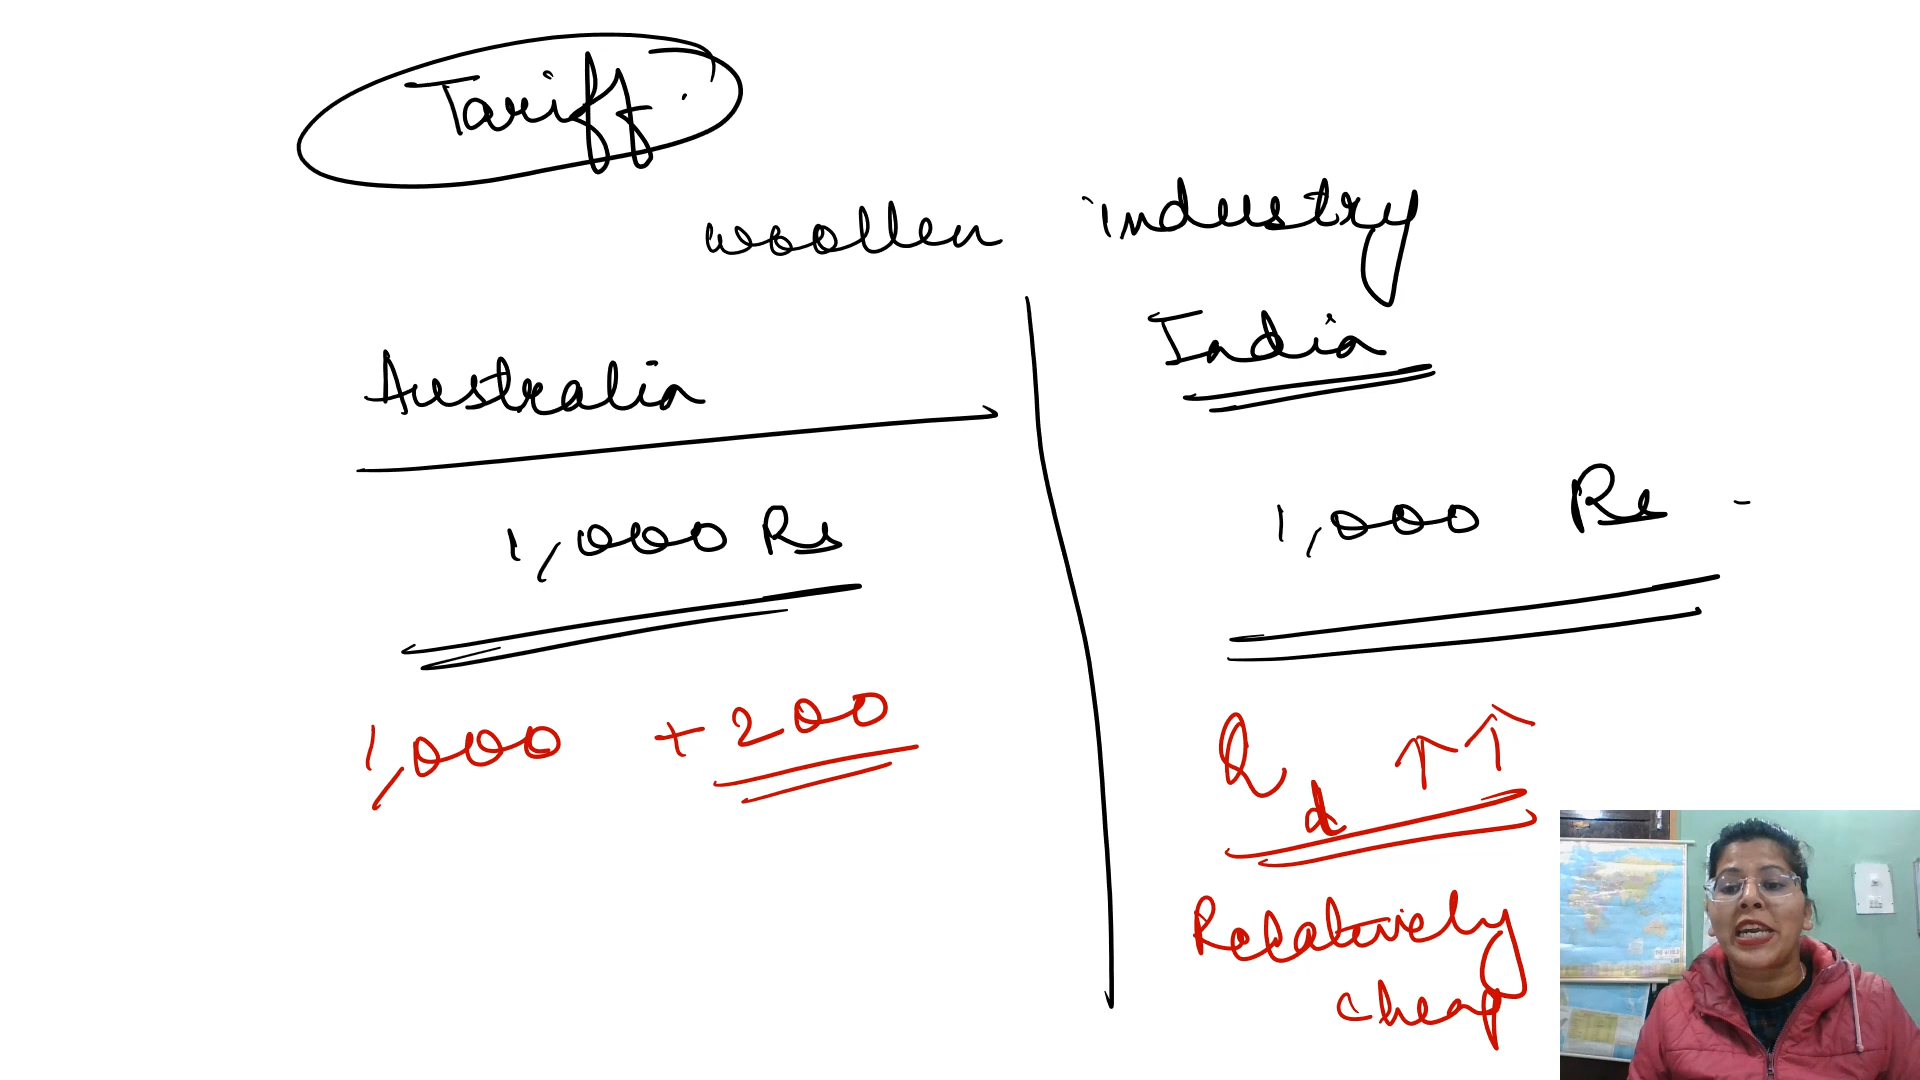 Tariff.
woollen industry
Australia
India
1,000 Rs
1,000 Rs -
1,000 + 200
Qd ↑↑
Relatively
cheap